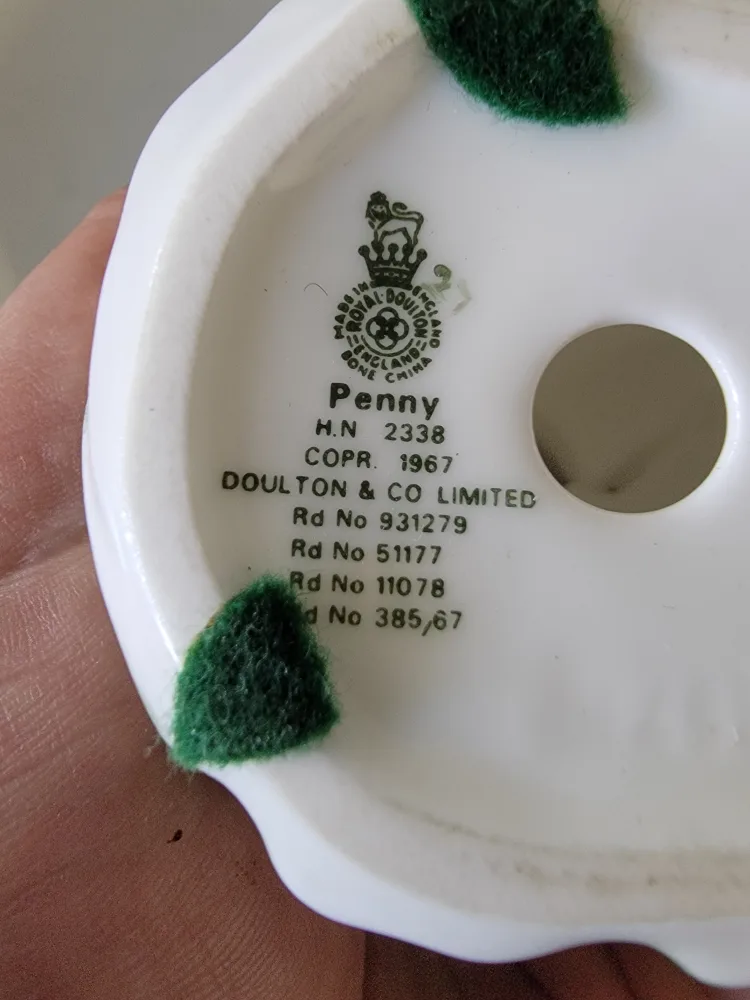 MADE IN ENGLAND
ROYAL · DOULTON
ENGLAND
BONE CHINA
27
Penny
H.N 2338
COPR. 1967
DOULTON & CO LIMITED
Rd No 931279
Rd No 51177
Rd No 11078
d No 385/67